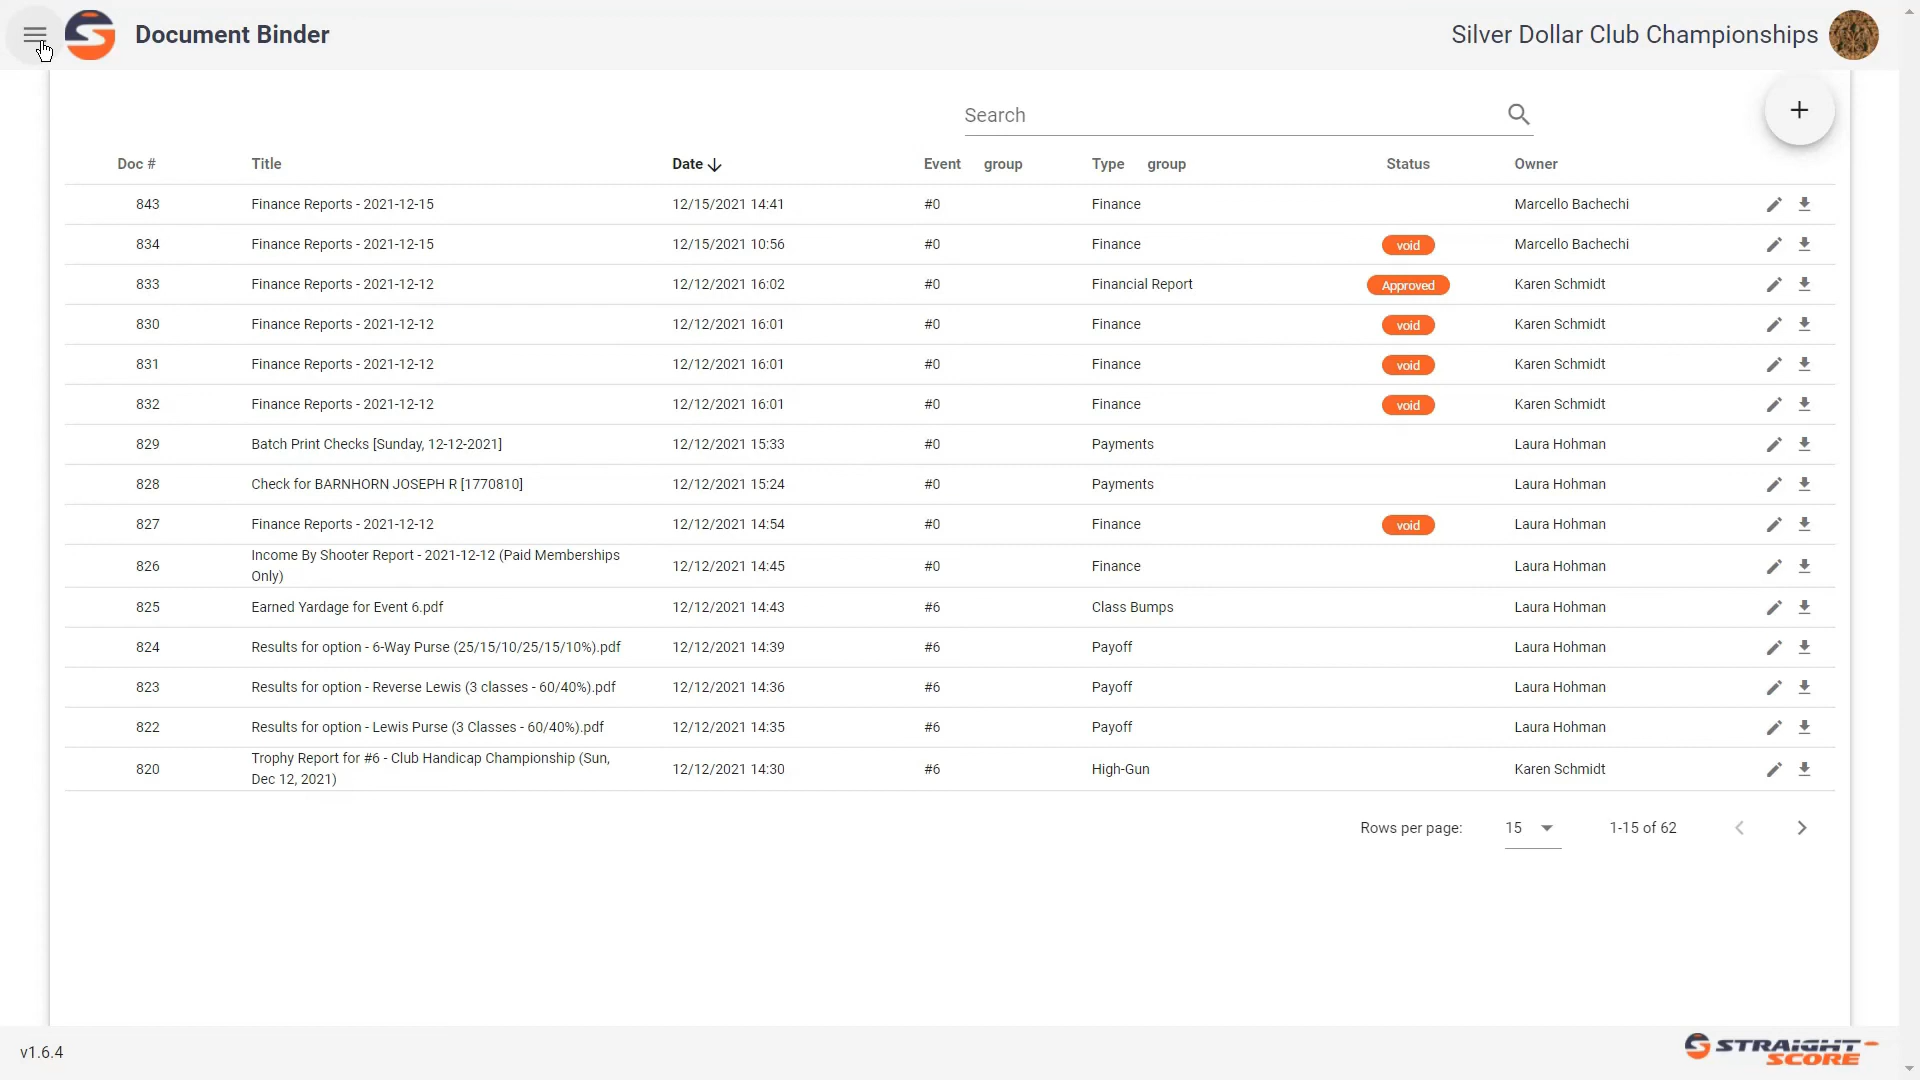 Document Binder
Silver Dollar Club Championships
Search
Doc # Title Date Event group Type group Status Owner
843 Finance Reports - 2021-12-15 12/15/2021 14:41 #0 Finance Marcello Bachechi
834 Finance Reports - 2021-12-15 12/15/2021 10:56 #0 Finance void Marcello Bachechi
833 Finance Reports - 2021-12-12 12/12/2021 16:02 #0 Financial Report Approved Karen Schmidt
830 Finance Reports - 2021-12-12 12/12/2021 16:01 #0 Finance void Karen Schmidt
831 Finance Reports - 2021-12-12 12/12/2021 16:01 #0 Finance void Karen Schmidt
832 Finance Reports - 2021-12-12 12/12/2021 16:01 #0 Finance void Karen Schmidt
829 Batch Print Checks [Sunday, 12-12-2021] 12/12/2021 15:33 #0 Payments Laura Hohman
828 Check for BARNHORN JOSEPH R [1770810] 12/12/2021 15:24 #0 Payments Laura Hohman
827 Finance Reports - 2021-12-12 12/12/2021 14:54 #0 Finance void Laura Hohman
826 Income By Shooter Report - 2021-12-12 (Paid Memberships
Only) 12/12/2021 14:45 #0 Finance Laura Hohman
825 Earned Yardage for Event 6.pdf 12/12/2021 14:43 #6 Class Bumps Laura Hohman
824 Results for option - 6-Way Purse (25/15/10/25/15/10%).pdf 12/12/2021 14:39 #6 Payoff Laura Hohman
823 Results for option - Reverse Lewis (3 classes - 60/40%).pdf 12/12/2021 14:36 #6 Payoff Laura Hohman
822 Results for option - Lewis Purse (3 Classes - 60/40%).pdf 12/12/2021 14:35 #6 Payoff Laura Hohman
820 Trophy Report for #6 - Club Handicap Championship (Sun,
Dec 12, 2021) 12/12/2021 14:30 #6 High-Gun Karen Schmidt
Rows per page: 15 1-15 of 62
v1.6.4
STRAIGHT
SCORE